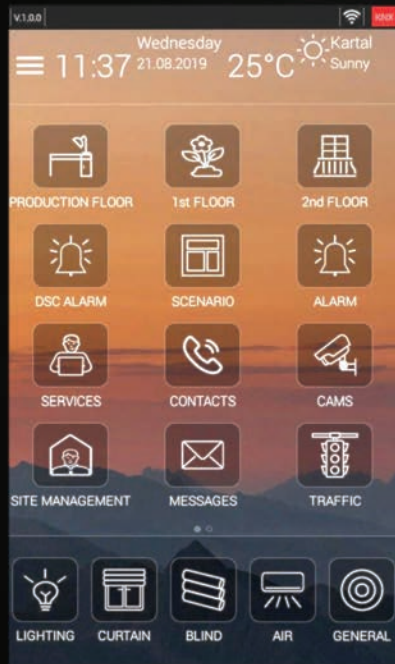 V.1.0.0
KNX
11:37
Wednesday
21.08.2019
25°C
Kartal
Sunny
PRODUCTION FLOOR
1st FLOOR
2nd FLOOR
DSC ALARM
SCENARIO
ALARM
SERVICES
CONTACTS
CAMS
SITE MANAGEMENT
MESSAGES
TRAFFIC
LIGHTING
CURTAIN
BLIND
AIR
GENERAL